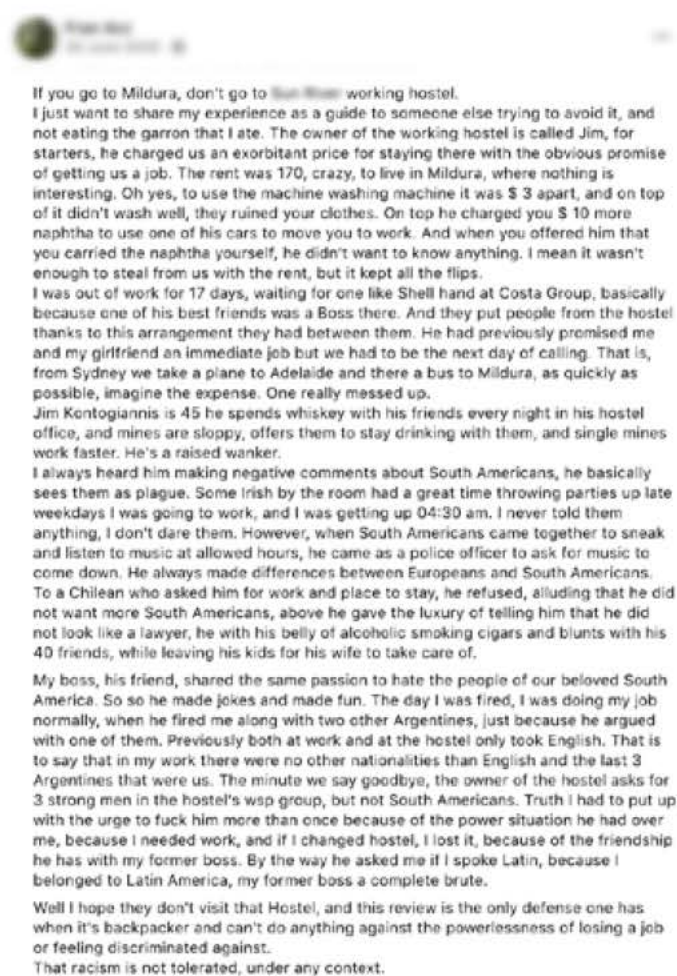 If you go to Mildura, don't go to working hostel.
I just want to share my experience as a guide to someone else trying to avoid it, and
not eating the garron that I ate. The owner of the working hostel is called Jim, for
starters, he charged us an exorbitant price for staying there with the obvious promise
of getting us a job. The rent was 170, crazy, to live in Mildura, where nothing is
interesting. Oh yes, to use the machine washing machine it was $ 3 apart, and on top
of it didn't wash well, they ruined your clothes. On top he charged you $ 10 more
naphtha to use one of his cars to move you to work. And when you offered him that
you carried the naphtha yourself, he didn't want to know anything. I mean it wasn't
enough to steal from us with the rent, but it kept all the flips.
I was out of work for 17 days, waiting for one like Shell hand at Costa Group, basically
because one of his best friends was a Boss there. And they put people from the hostel
thanks to this arrangement they had between them. He had previously promised me
and my girlfriend an immediate job but we had to be the next day of calling. That is,
from Sydney we take a plane to Adelaide and there a bus to Mildura, as quickly as
possible, imagine the expense. One really messed up.
Jim Kontogiannis is 45 he spends whiskey with his friends every night in his hostel
office, and mines are sloppy, offers them to stay drinking with them, and single mines
work faster. He's a raised wanker.
I always heard him making negative comments about South Americans, he basically
sees them as plague. Some Irish by the room had a great time throwing parties up late
weekdays I was going to work, and I was getting up 04:30 am. I never told them
anything, I don't dare them. However, when South Americans came together to sneak
and listen to music at allowed hours, he came as a police officer to ask for music to
come down. He always made differences between Europeans and South Americans.
To a Chilean who asked him for work and place to stay, he refused, alluding that he did
not want more South Americans, above he gave the luxury of telling him that he did
not look like a lawyer, he with his belly of alcoholic smoking cigars and blunts with his
40 friends, while leaving his kids for his wife to take care of.
My boss, his friend, shared the same passion to hate the people of our beloved South
America. So so he made jokes and made fun. The day I was fired, I was doing my job
normally, when he fired me along with two other Argentines, just because he argued
with one of them. Previously both at work and at the hostel only took English. That is
to say that in my work there were no other nationalities than English and the last 3
Argentines that were us. The minute we say goodbye, the owner of the hostel asks for
3 strong men in the hostel's wsp group, but not South Americans. Truth I had to put up
with the urge to fuck him more than once because of the power situation he had over
me, because I needed work, and if I changed hostel, I lost it, because of the friendship
he has with my former boss. By the way he asked me if I spoke Latin, because I
belonged to Latin America, my former boss a complete brute.
Well I hope they don't visit that Hostel, and this review is the only defense one has
when it's backpacker and can't do anything against the powerlessness of losing a job
or feeling discriminated against.
That racism is not tolerated, under any context.